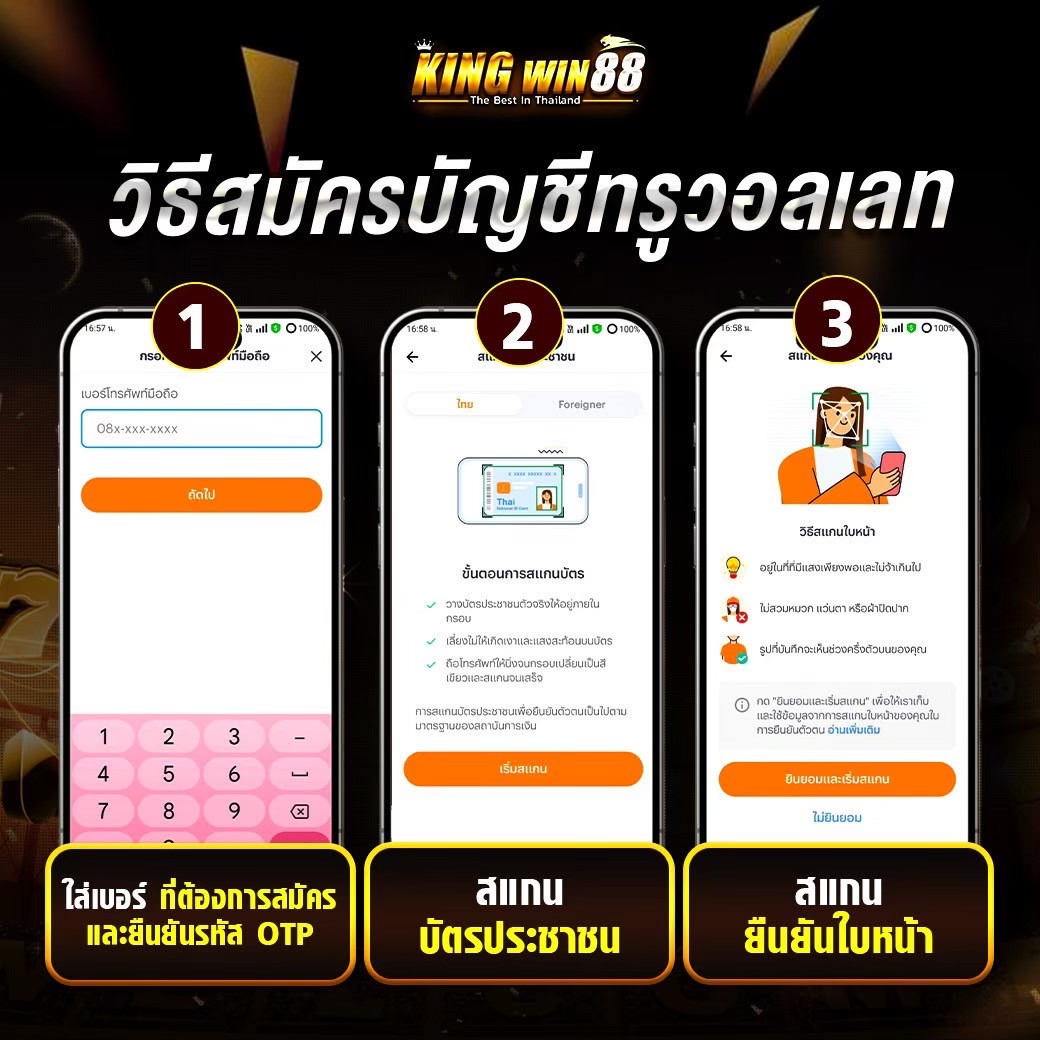 KING WIN 88
The Best In Thailand
วิธีสมัครบัญชีทรูวอลเลท
1
16:57 น.
100%
มือถือ
เบอร์โทรศัพท์มือถือ
08x-xxx-xxxx
ถัดไป
1 2 3 –
4 5 6
7 8 9
ใส่เบอร์ ที่ต้องการสมัคร
และยืนยันรหัส OTP
2
16:58 น.
100%
ไทย
Foreigner
X XXXX XXXXX XX X
Thai
National ID Card
ขั้นตอนการสแกนบัตร
วางบัตรประชาชนตัวจริงให้อยู่ภายใน
กรอบ
เลี่ยงไม่ให้เกิดเงาและแสงสะท้อนบนบัตร
ถือโทรศัพท์ให้นิ่งจนกรอบเปลี่ยนเป็นสี
เขียวและสแกนจนเสร็จ
การสแกนบัตรประชาชนเพื่อยืนยันตัวตนเป็นไปตาม
มาตรฐานของสถาบันการเงิน
เริ่มสแกน
สแกน
บัตรประชาชน
3
16:58 น.
100%
วิธีสแกนใบหน้า
อยู่ในที่ที่มีแสงเพียงพอและไม่จ้าเกินไป
ไม่สวมหมวก แว่นตา หรือผ้าปิดปาก
รูปที่บันทึกจะเห็นช่วงครึ่งตัวบนของคุณ
กด "ยินยอมและเริ่มสแกน" เพื่อให้เราเก็บ
และใช้ข้อมูลจากการสแกนใบหน้าของคุณใน
การยืนยันตัวตน อ่านเพิ่มเติม
ยินยอมและเริ่มสแกน
ไม่ยินยอม
สแกน
ยืนยันใบหน้า